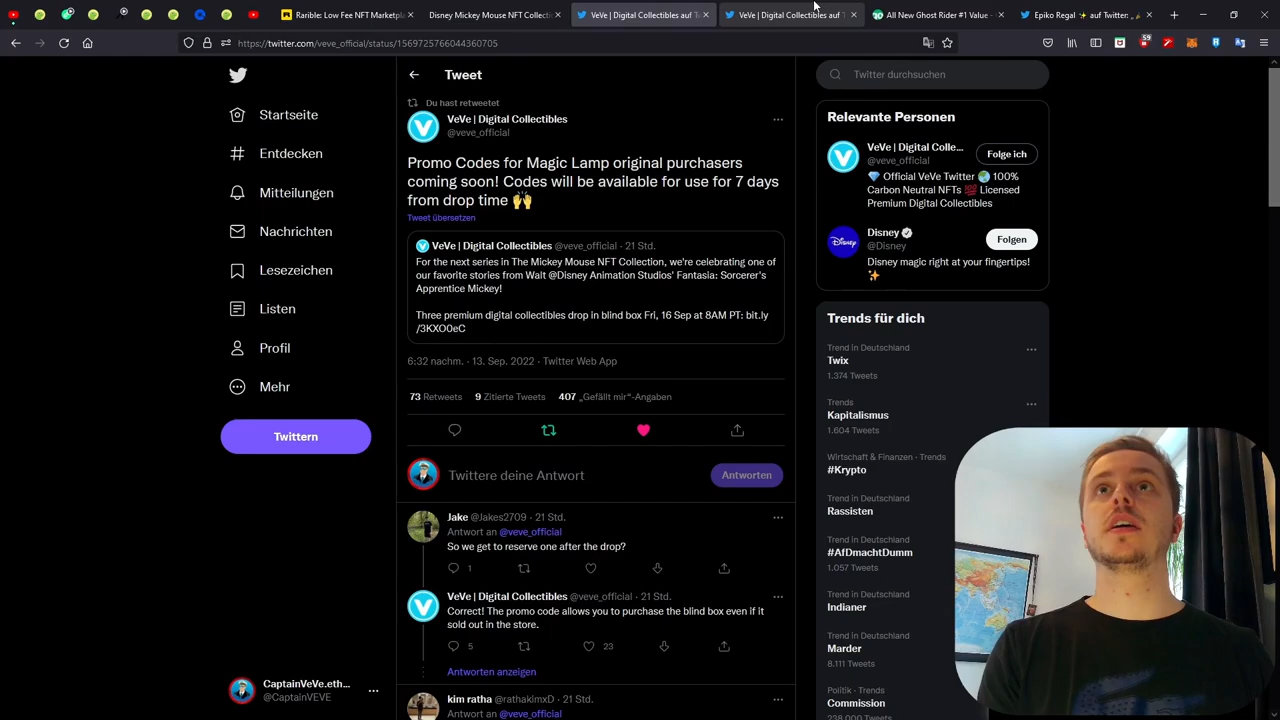 Rarible: Low Fee NFT Marketpla
Disney Mickey Mouse NFT Collecti
VeVe | Digital Collectibles auf T
VeVe | Digital Collectibles auf T
All New Ghost Rider #1 Value -
Epiko Regal ✨ auf Twitter:
https://twitter.com/veve_official/status/1569725766044360705
59
Tweet
Twitter durchsuchen
Startseite
Entdecken
Mitteilungen
Nachrichten
Lesezeichen
Listen
Profil
Mehr
Twittern
CaptainVeVe.eth...
@CaptainVEVE
Du hast retweetet
VeVe | Digital Collectibles
@veve_official
Promo Codes for Magic Lamp original purchasers
coming soon! Codes will be available for use for 7 days
from drop time 🙌
Tweet übersetzen
VeVe | Digital Collectibles @veve_official · 21 Std.
For the next series in The Mickey Mouse NFT Collection, we're celebrating one of
our favorite stories from Walt @Disney Animation Studios' Fantasia: Sorcerer's
Apprentice Mickey!
Three premium digital collectibles drop in blind box Fri, 16 Sep at 8AM PT: bit.ly
/3KXO0eC
6:32 nachm. · 13. Sep. 2022 · Twitter Web App
73 Retweets 9 Zitierte Tweets 407 „Gefällt mir“-Angaben
Twittere deine Antwort
Antworten
Jake @Jakes2709 · 21 Std.
Antwort an @veve_official
So we get to reserve one after the drop?
1
VeVe | Digital Collectibles @veve_official · 21 Std.
Correct! The promo code allows you to purchase the blind box even if it
sold out in the store.
5 23
Antworten anzeigen
kim ratha @rathakimxD · 21 Std.
Antwort an @veve_official
Relevante Personen
VeVe | Digital Colle...
@veve_official
Folge ich
💎 Official VeVe Twitter 🌏 100%
Carbon Neutral NFTs 💯 Licensed
Premium Digital Collectibles
Disney
@Disney
Folgen
Disney magic right at your fingertips!
✨
Trends für dich
Trend in Deutschland
Twix
1.374 Tweets
Trends
Kapitalismus
1.604 Tweets
Wirtschaft & Finanzen · Trends
#Krypto
Trend in Deutschland
Rassisten
Trend in Deutschland
#AfDmachtDumm
1.057 Tweets
Trend in Deutschland
Indianer
Trend in Deutschland
Marder
8.111 Tweets
Politik · Trends
Commission
238.000 Tweets